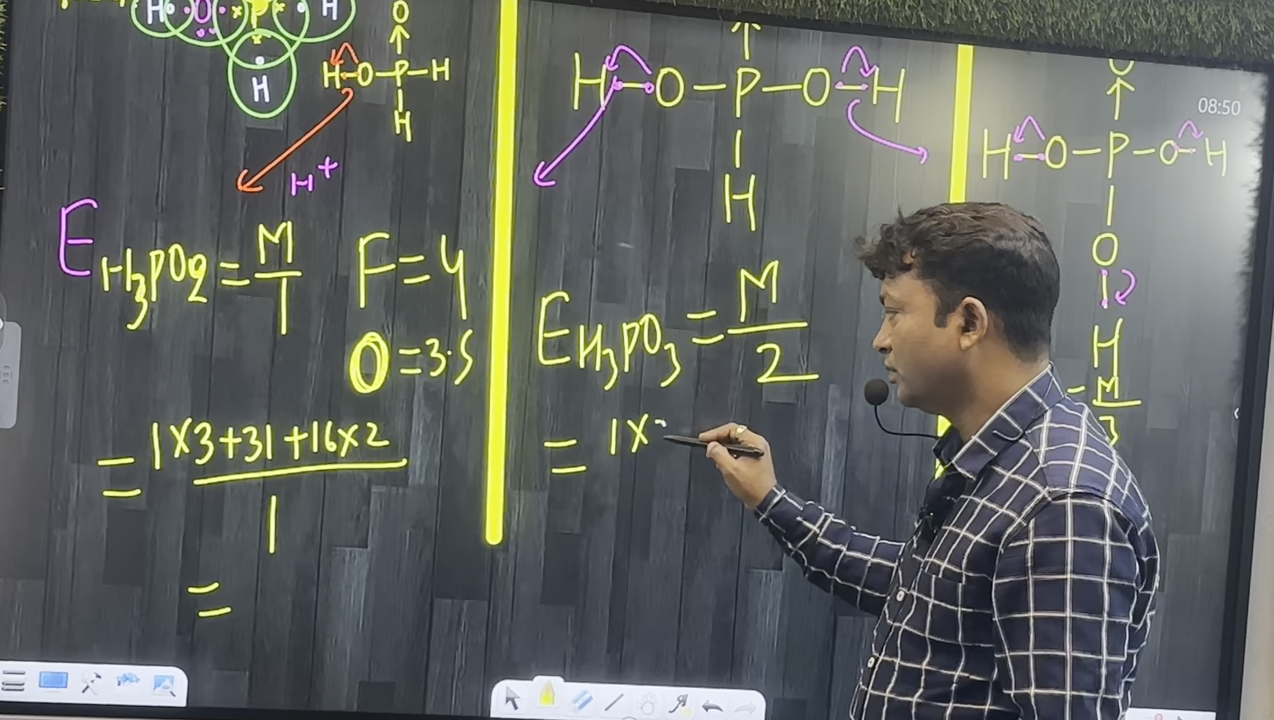 H O H
H
O
H-O-P-H
H
H+
E H3PO2 = M/1
F = 4
O = 3.5
= 1×3+31+16×2
1
=
H-O-P-O-H
H
E H3PO3 = M/2
= 1×
08:50
O
H-O-P-O-H
O
H
= M/3